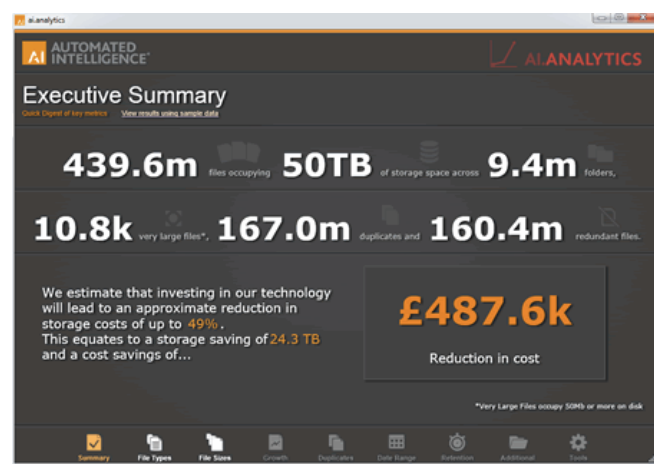 ai.analytics
AI AUTOMATED
INTELLIGENCE
AI.ANALYTICS
Executive Summary
Quick Digest of key metrics View results using sample data
439.6m files occupying 50TB of storage space across 9.4m folders,
10.8k very large files*, 167.0m duplicates and 160.4m redundant files.
We estimate that investing in our technology
will lead to an approximate reduction in
storage costs of up to 49% .
This equates to a storage saving of 24.3 TB
and a cost savings of...
£487.6k
Reduction in cost
*Very Large Files occupy 50Mb or more on disk
Summary File Types File Sizes Growth Duplicates Date Range Retention Additional Tools